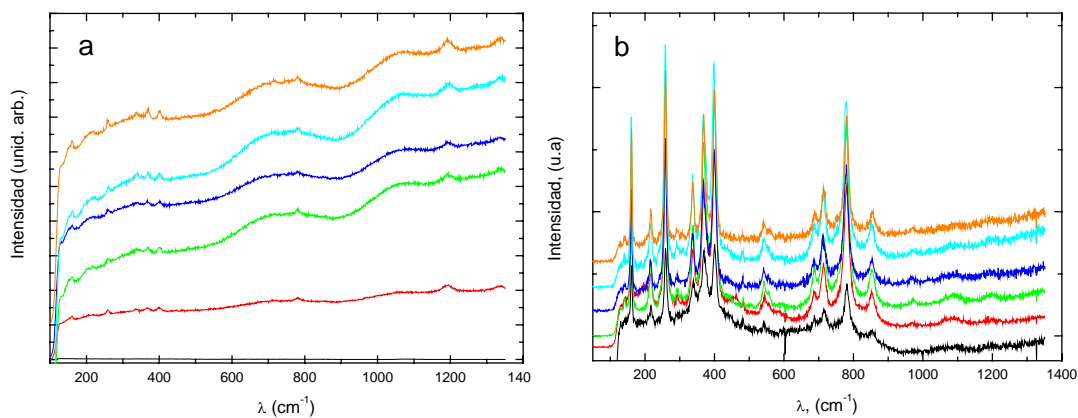 a
Intensidad (unid. arb.)
200 400 600 800 1000 1200 140
λ (cm⁻¹)
b
Intensidad, (u.a)
200 400 600 800 1000 1200 1400
λ, (cm⁻¹)